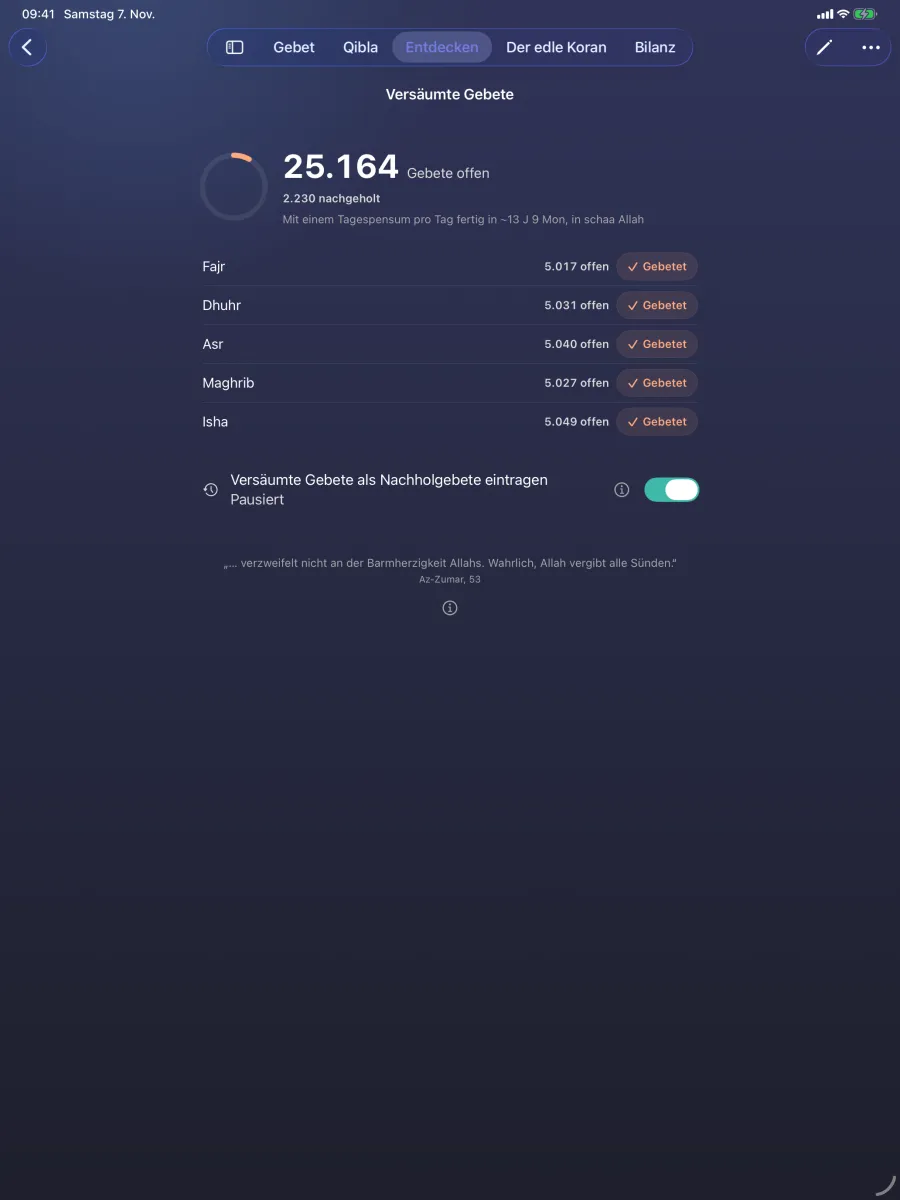 09:41 Samstag 7. Nov.
Gebet Qibla Entdecken Der edle Koran Bilanz
Versäumte Gebete
25.164 Gebete offen
2.230 nachgeholt
Mit einem Tagespensum pro Tag fertig in ~13 J 9 Mon, in schaa Allah
Fajr 5.017 offen ✓ Gebetet
Dhuhr 5.031 offen ✓ Gebetet
Asr 5.040 offen ✓ Gebetet
Maghrib 5.027 offen ✓ Gebetet
Isha 5.049 offen ✓ Gebetet
Versäumte Gebete als Nachholgebete eintragen
Pausiert
„... verzweifelt nicht an der Barmherzigkeit Allahs. Wahrlich, Allah vergibt alle Sünden.“
Az-Zumar, 53